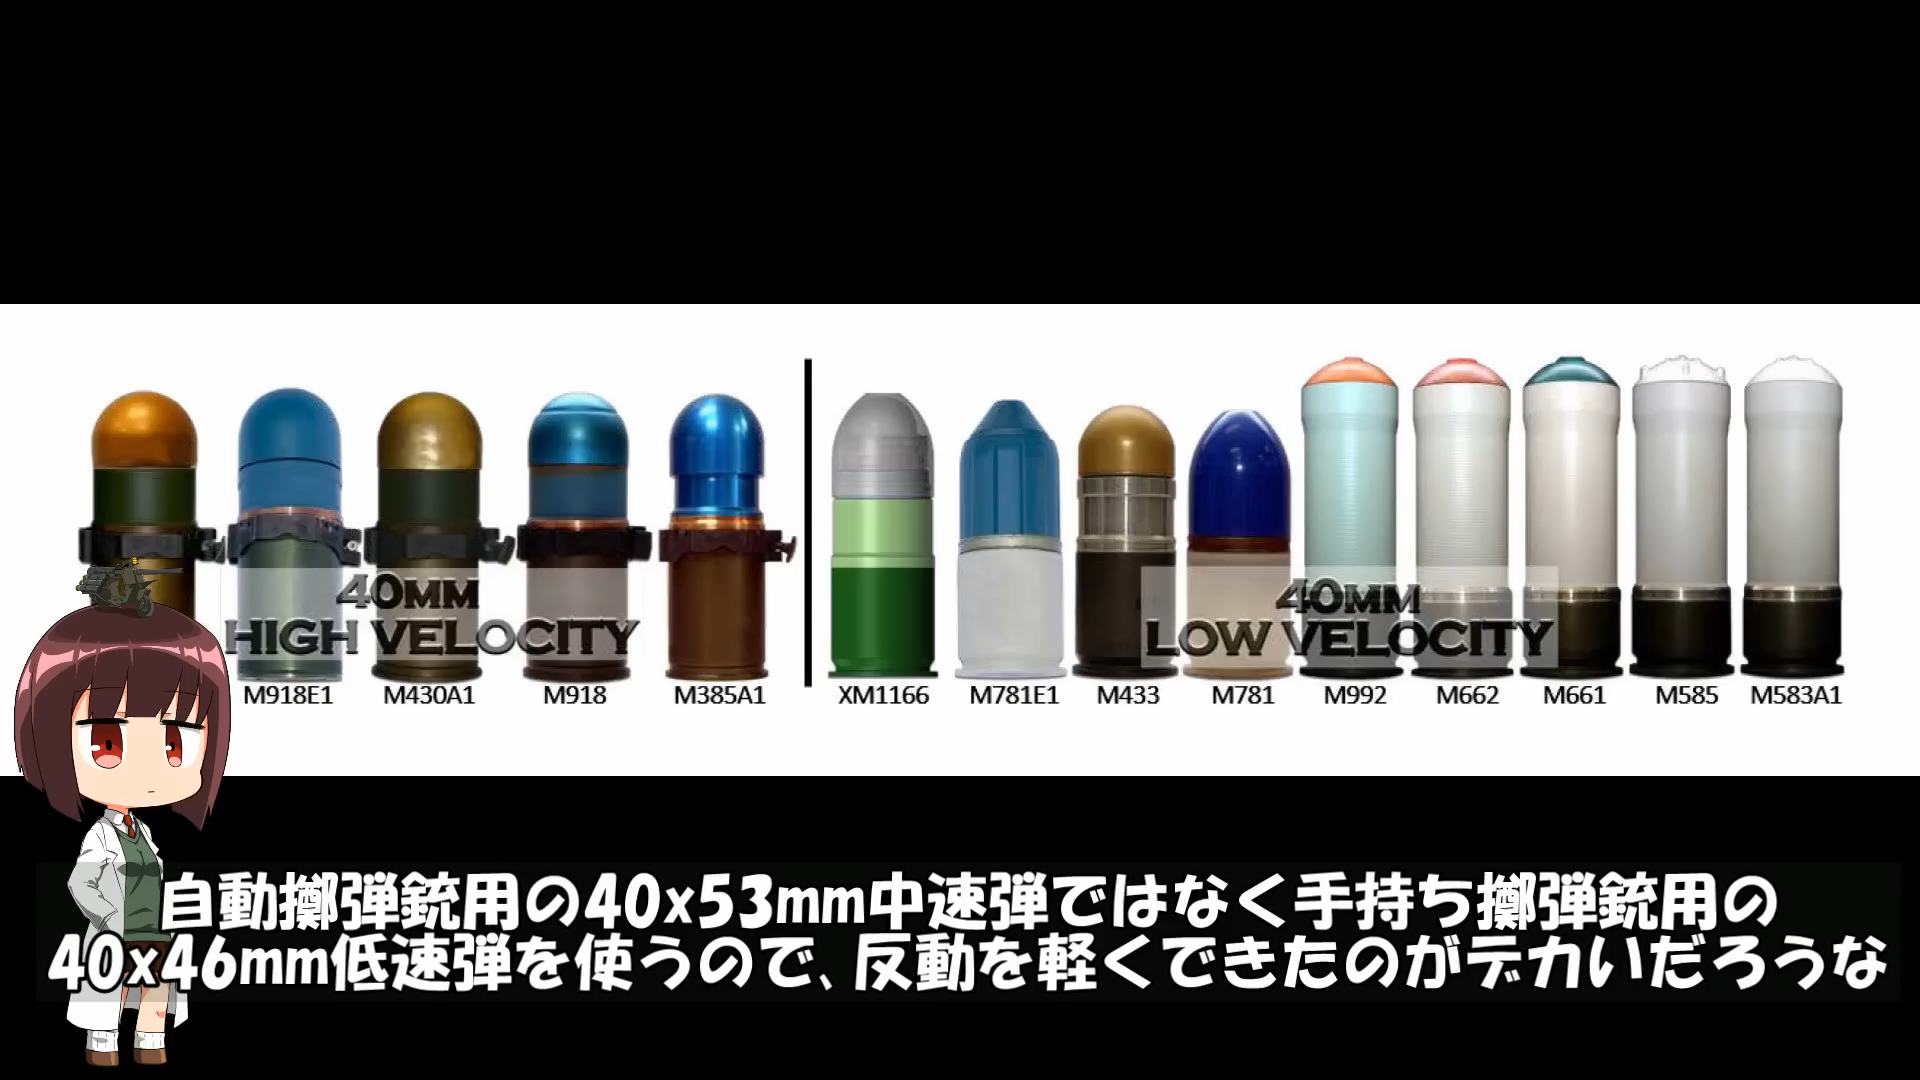 40MM
HIGH VELOCITY
40MM
LOW VELOCITY
M918E1 M430A1 M918 M385A1 XM1166 M781E1 M433 M781 M992 M662 M661 M585 M583A1
自動擲弾銃用の40x53mm中速弾ではなく手持ち擲弾銃用の
40x46mm低速弾を使うので、反動を軽くできたのがデカいだろうな